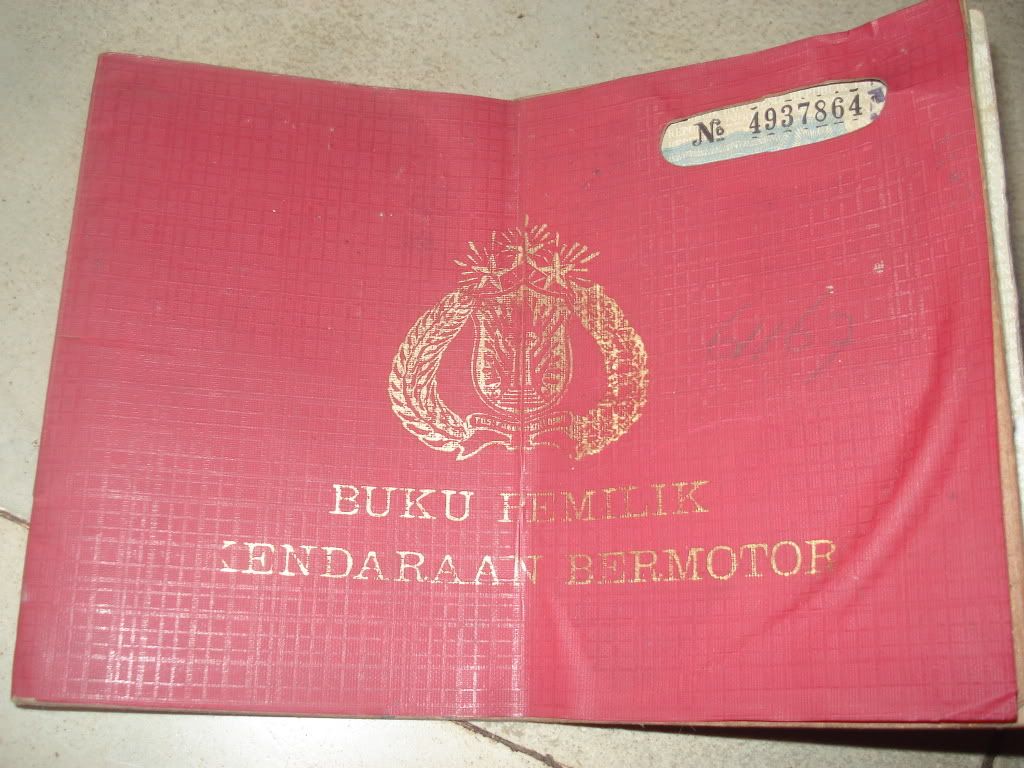 № 4937864
BUKU PEMILIK
KENDARAAN BERMOTOR